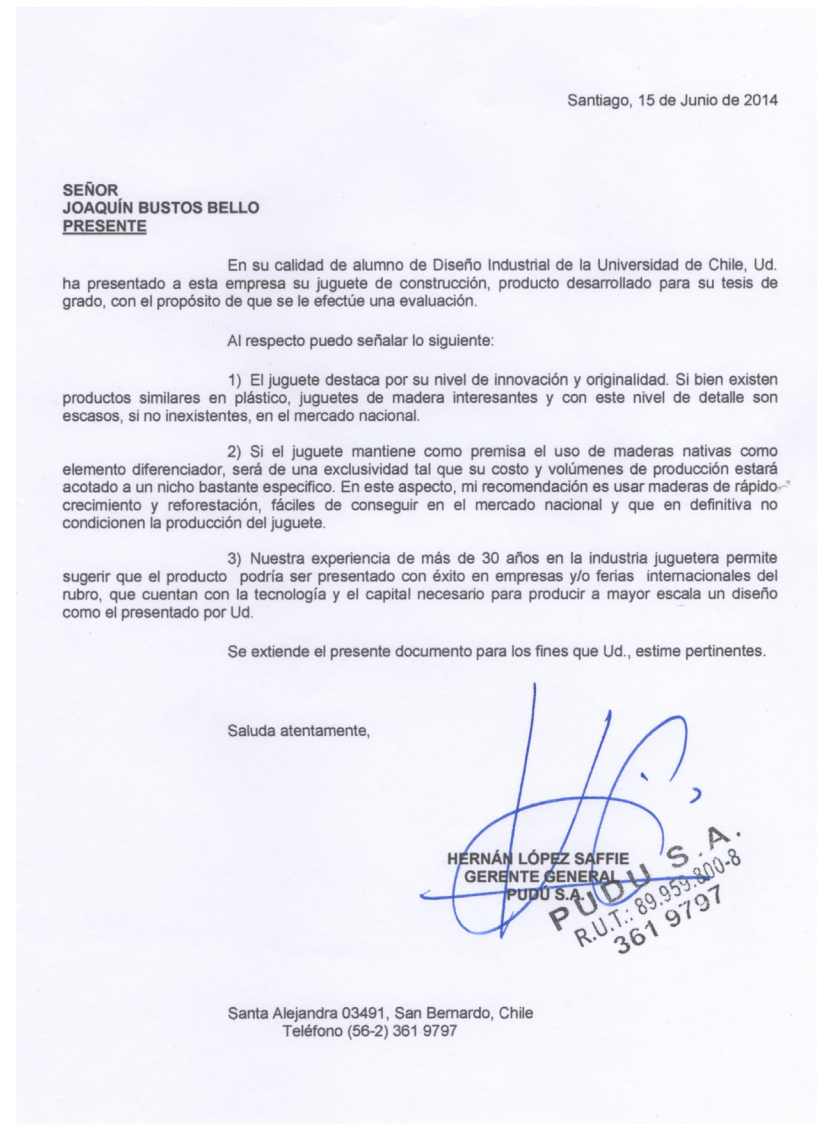 Santiago, 15 de Junio de 2014
SEÑOR
JOAQUÍN BUSTOS BELLO
PRESENTE
En su calidad de alumno de Diseño Industrial de la Universidad de Chile, Ud.
ha presentado a esta empresa su juguete de construcción, producto desarrollado para su tesis de
grado, con el propósito de que se le efectúe una evaluación.
Al respecto puedo señalar lo siguiente:
1) El juguete destaca por su nivel de innovación y originalidad. Si bien existen
productos similares en plástico, juguetes de madera interesantes y con este nivel de detalle son
escasos, si no inexistentes, en el mercado nacional.
2) Si el juguete mantiene como premisa el uso de maderas nativas como
elemento diferenciador, será de una exclusividad tal que su costo y volúmenes de producción estará
acotado a un nicho bastante especifico. En este aspecto, mi recomendación es usar maderas de rápido
crecimiento y reforestación, fáciles de conseguir en el mercado nacional y que en definitiva no
condicionen la producción del juguete.
3) Nuestra experiencia de más de 30 años en la industria juguetera permite
sugerir que el producto podría ser presentado con éxito en empresas y/o ferias internacionales del
rubro, que cuentan con la tecnología y el capital necesario para producir a mayor escala un diseño
como el presentado por Ud.
Se extiende el presente documento para los fines que Ud., estime pertinentes.
Saluda atentamente,
HERNÁN LÓPEZ SAFFIE
GERENTE GENERAL
PUDÚ S.A.
PUDU S.A.
R.U.T.: 89.959.800-8
361 9797
Santa Alejandra 03491, San Bernardo, Chile
Teléfono (56-2) 361 9797